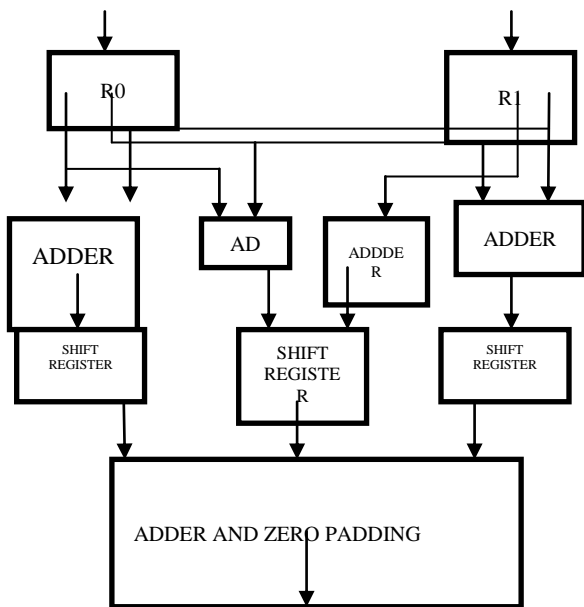 R0
R1
ADDER
AD
ADDDE
R
ADDER
SHIFT
REGISTER
SHIFT
REGISTE
R
SHIFT
REGISTER
ADDER AND ZERO PADDING